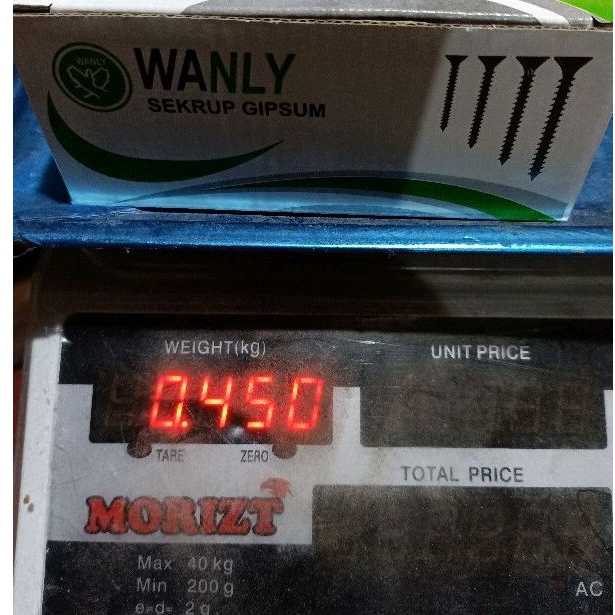 WANLY
WANLY
SEKRUP GIPSUM
WEIGHT(kg)
UNIT PRICE
0.450
TARE
ZERO
TOTAL PRICE
MORIZT
Max 40 kg
Min 200 g
AC
e=d= 2 g